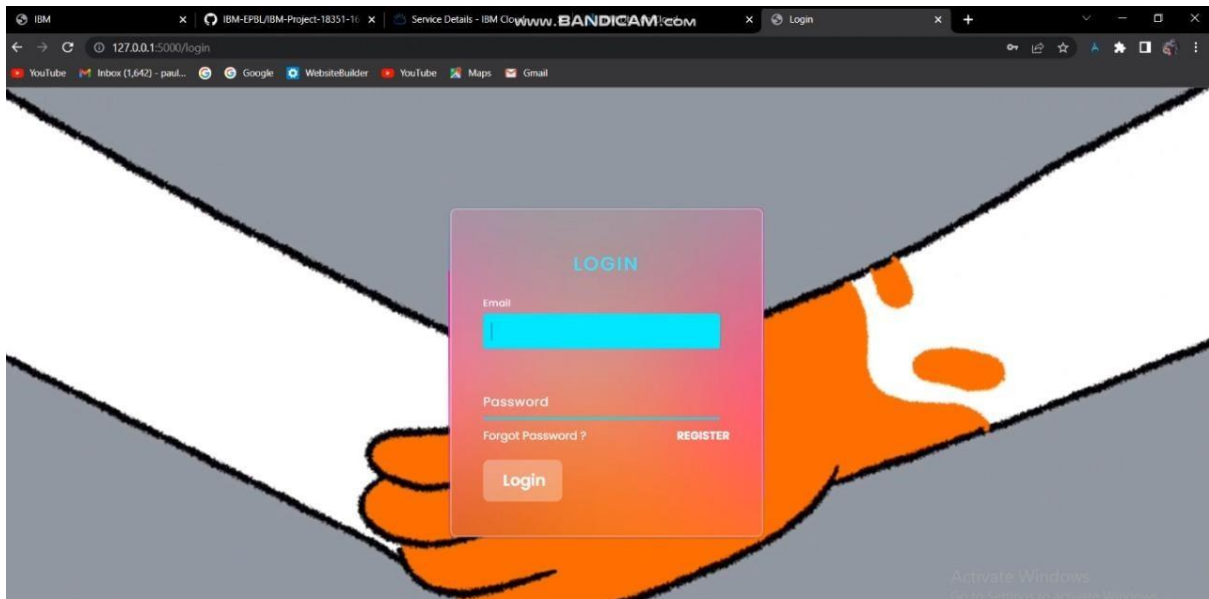 IBM
IBM-EPBL/IBM-Project-18351-16
Service Details - IBM Cloud
www.BANDICAM.com
Login
127.0.0.1:5000/login
YouTube
Inbox (1,642) - paul...
Google
WebsiteBuilder
YouTube
Maps
Gmail
LOGIN
Email
Password
Forgot Password ?
REGISTER
Login
Activate Windows